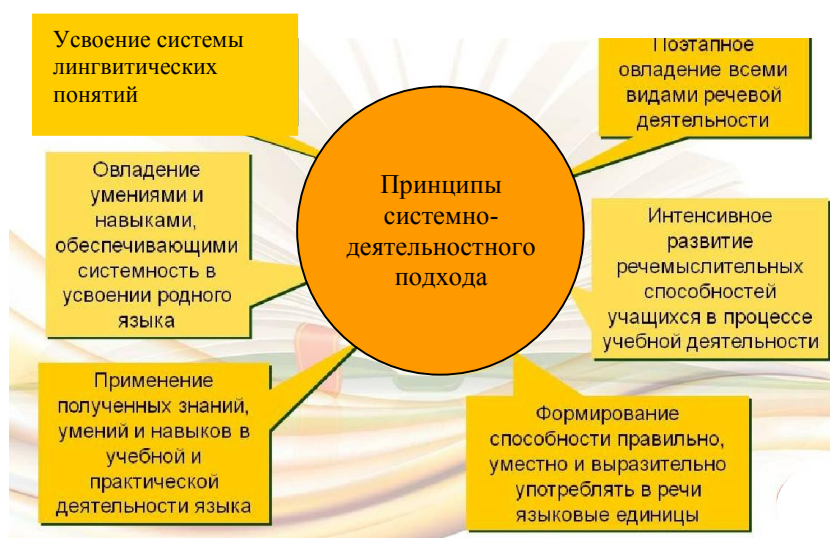 Усвоение системы
лингвитических
понятий
Поэтапное
овладение всеми
видами речевой
деятельности
Принципы
системно-
деятельностного
подхода
Овладение
умениями и
навыками,
обеспечивающими
системность в
усвоении родного
языка
Интенсивное
развитие
речемыслительных
способностей
учащихся в процессе
учебной деятельности
Применение
полученных знаний,
умений и навыков в
учебной и
практической
деятельности языка
Формирование
способности правильно,
уместно и выразительно
употреблять в речи
языковые единицы